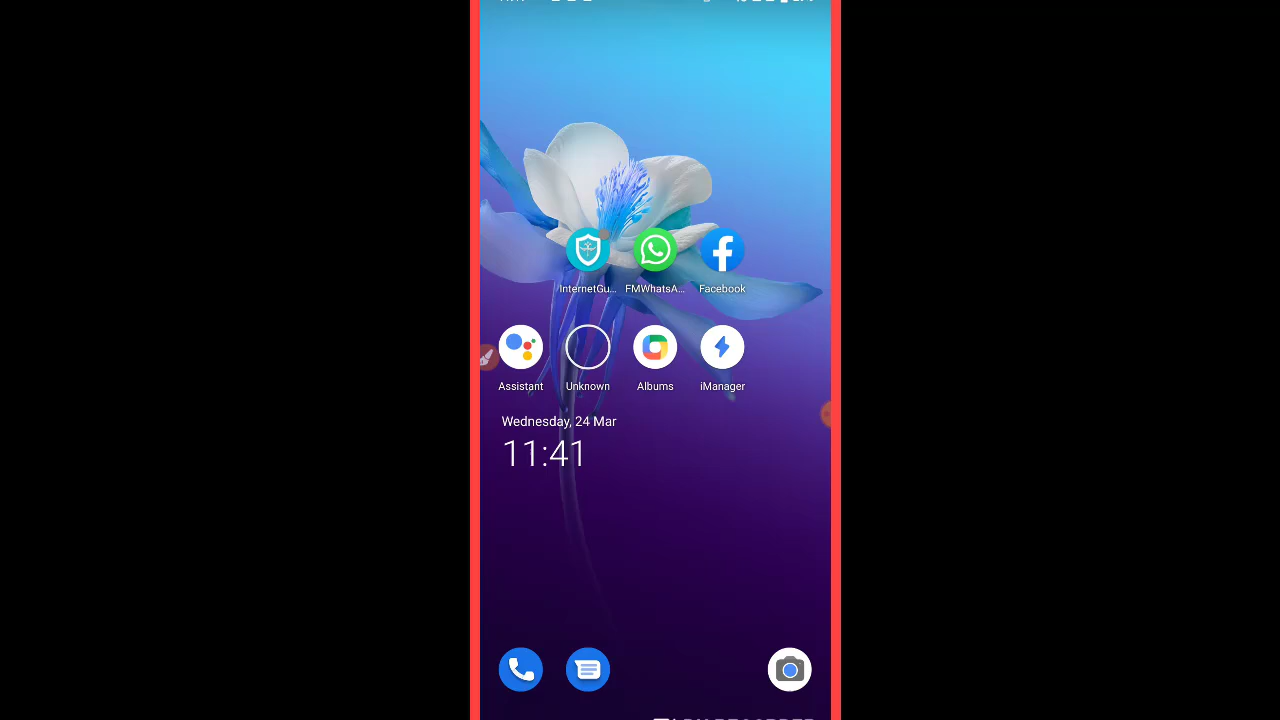 InternetGu... FMWhatsA... Facebook
Assistant Unknown Albums iManager
Wednesday, 24 Mar
11:41